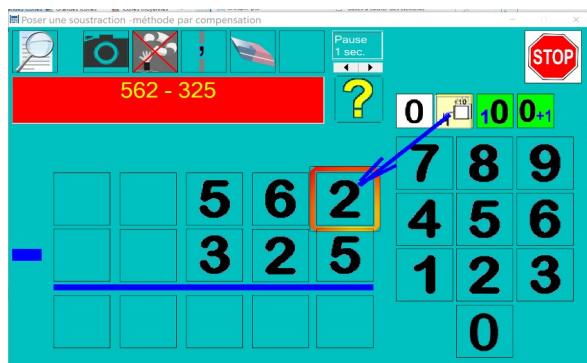 Poser une soustraction -méthode par compensation
Pause
1 sec.
STOP
562 - 325
?
0 +10 1 10 0+1
7 8 9
5 6 2
4 5 6
3 2 5
1 2 3
0